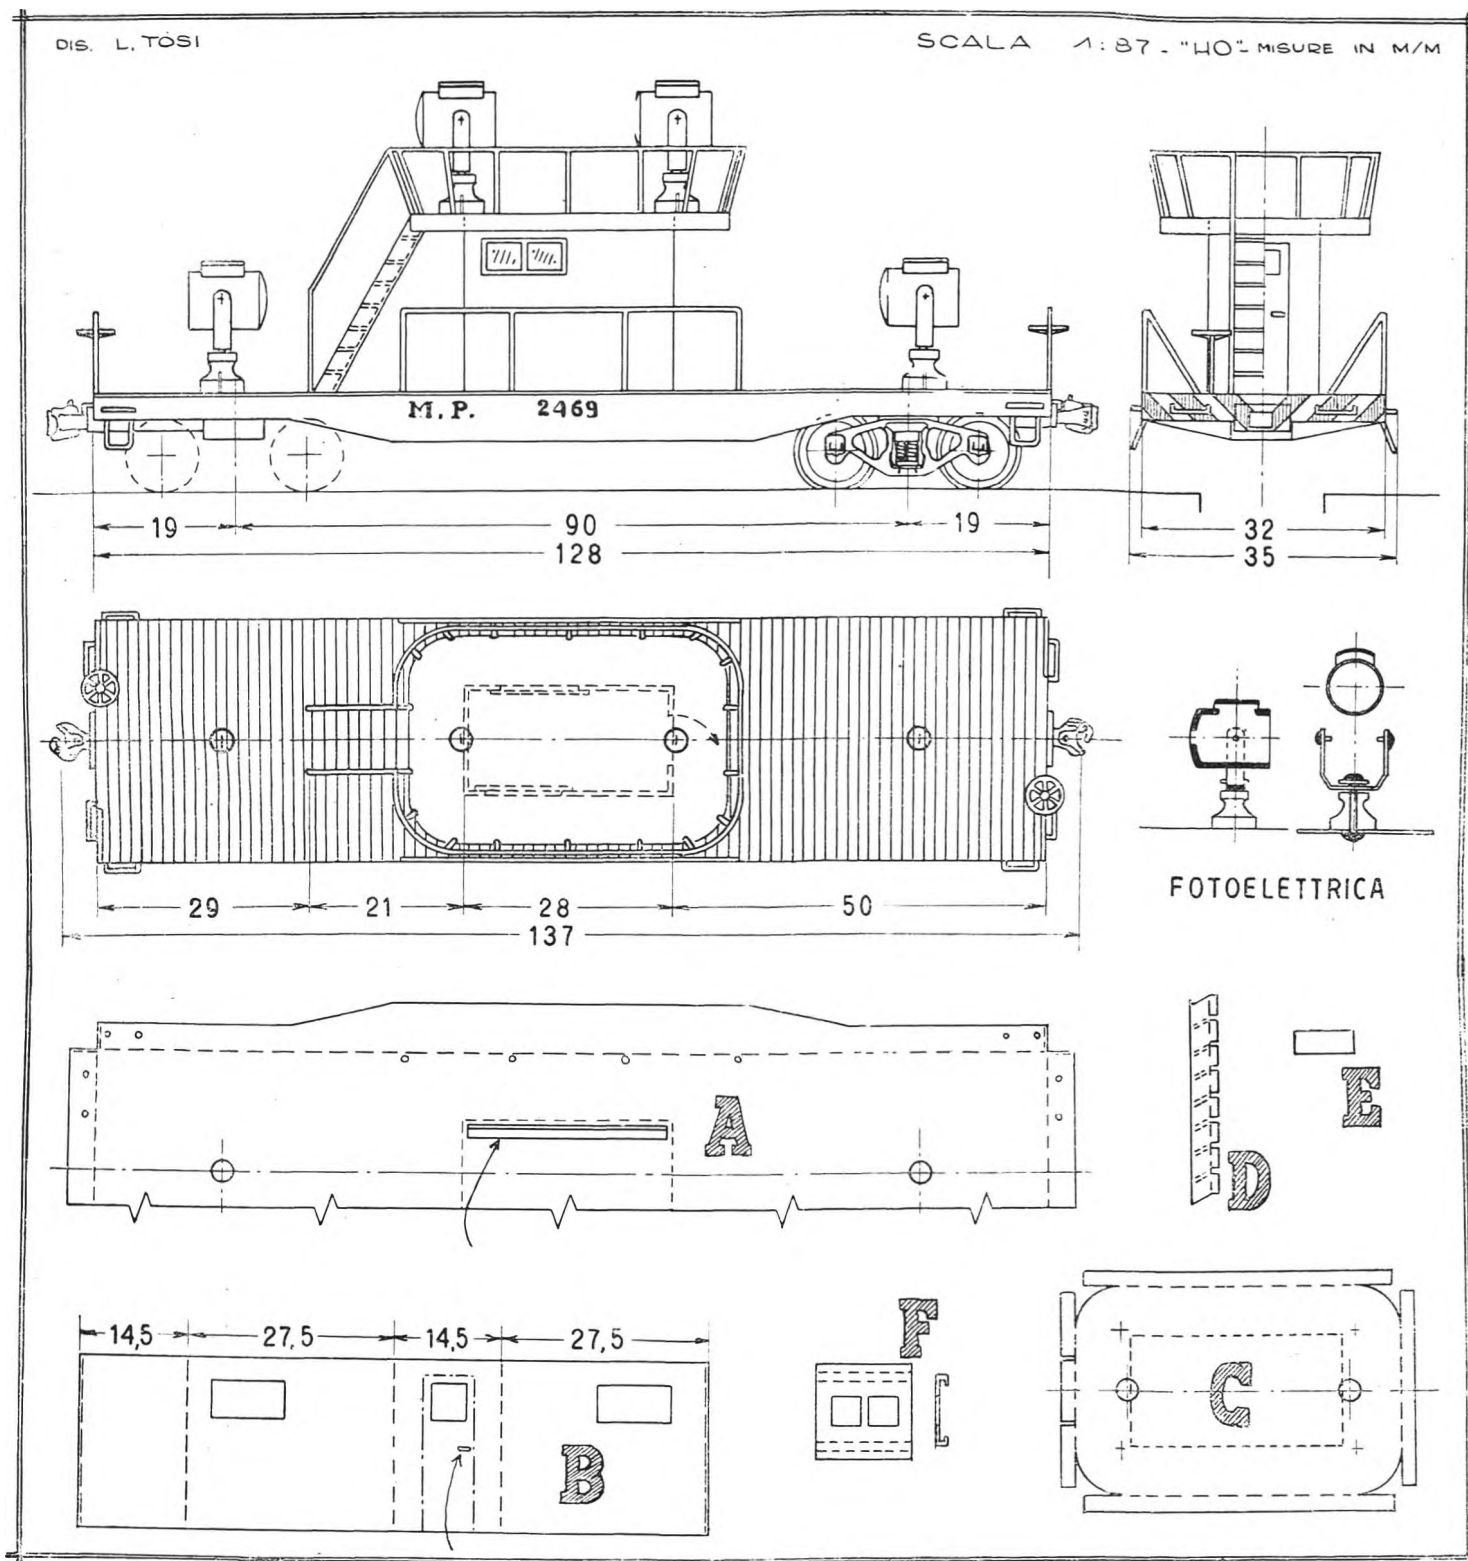 DIS. L. TOSI
SCALA 1:87 - "HO" - MISURE IN M/M
M.P. 2469
19 90 19
128
32
35
29 21 28 50
137
FOTOELETTRICA
A
D
E
14,5 27,5 14,5 27,5
B
F
C